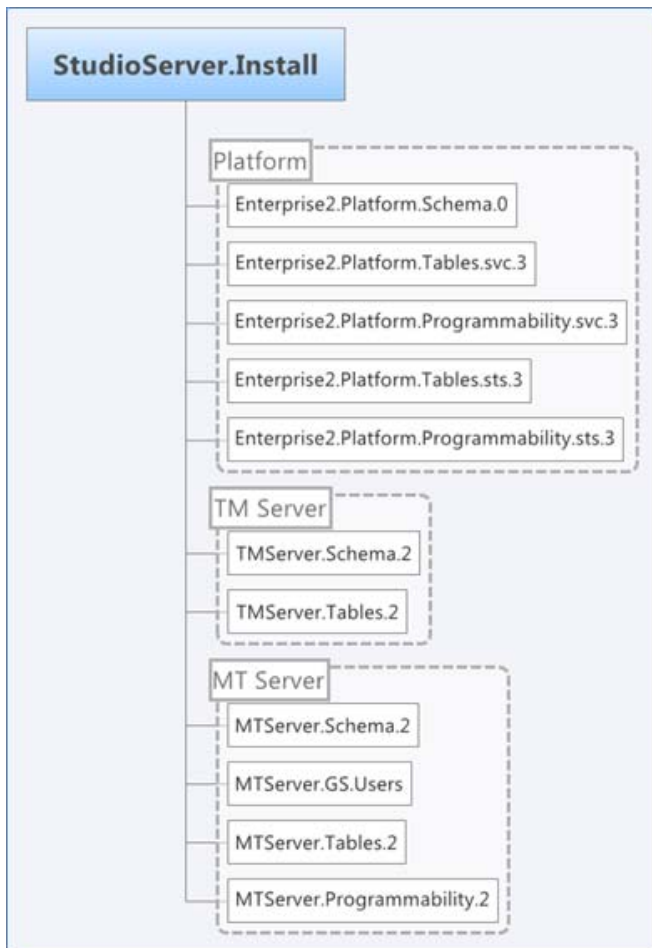 StudioServer.Install
Platform
Enterprise2.Platform.Schema.0
Enterprise2.Platform.Tables.svc.3
Enterprise2.Platform.Programmability.svc.3
Enterprise2.Platform.Tables.sts.3
Enterprise2.Platform.Programmability.sts.3
TM Server
TMServer.Schema.2
TMServer.Tables.2
MT Server
MTServer.Schema.2
MTServer.GS.Users
MTServer.Tables.2
MTServer.Programmability.2